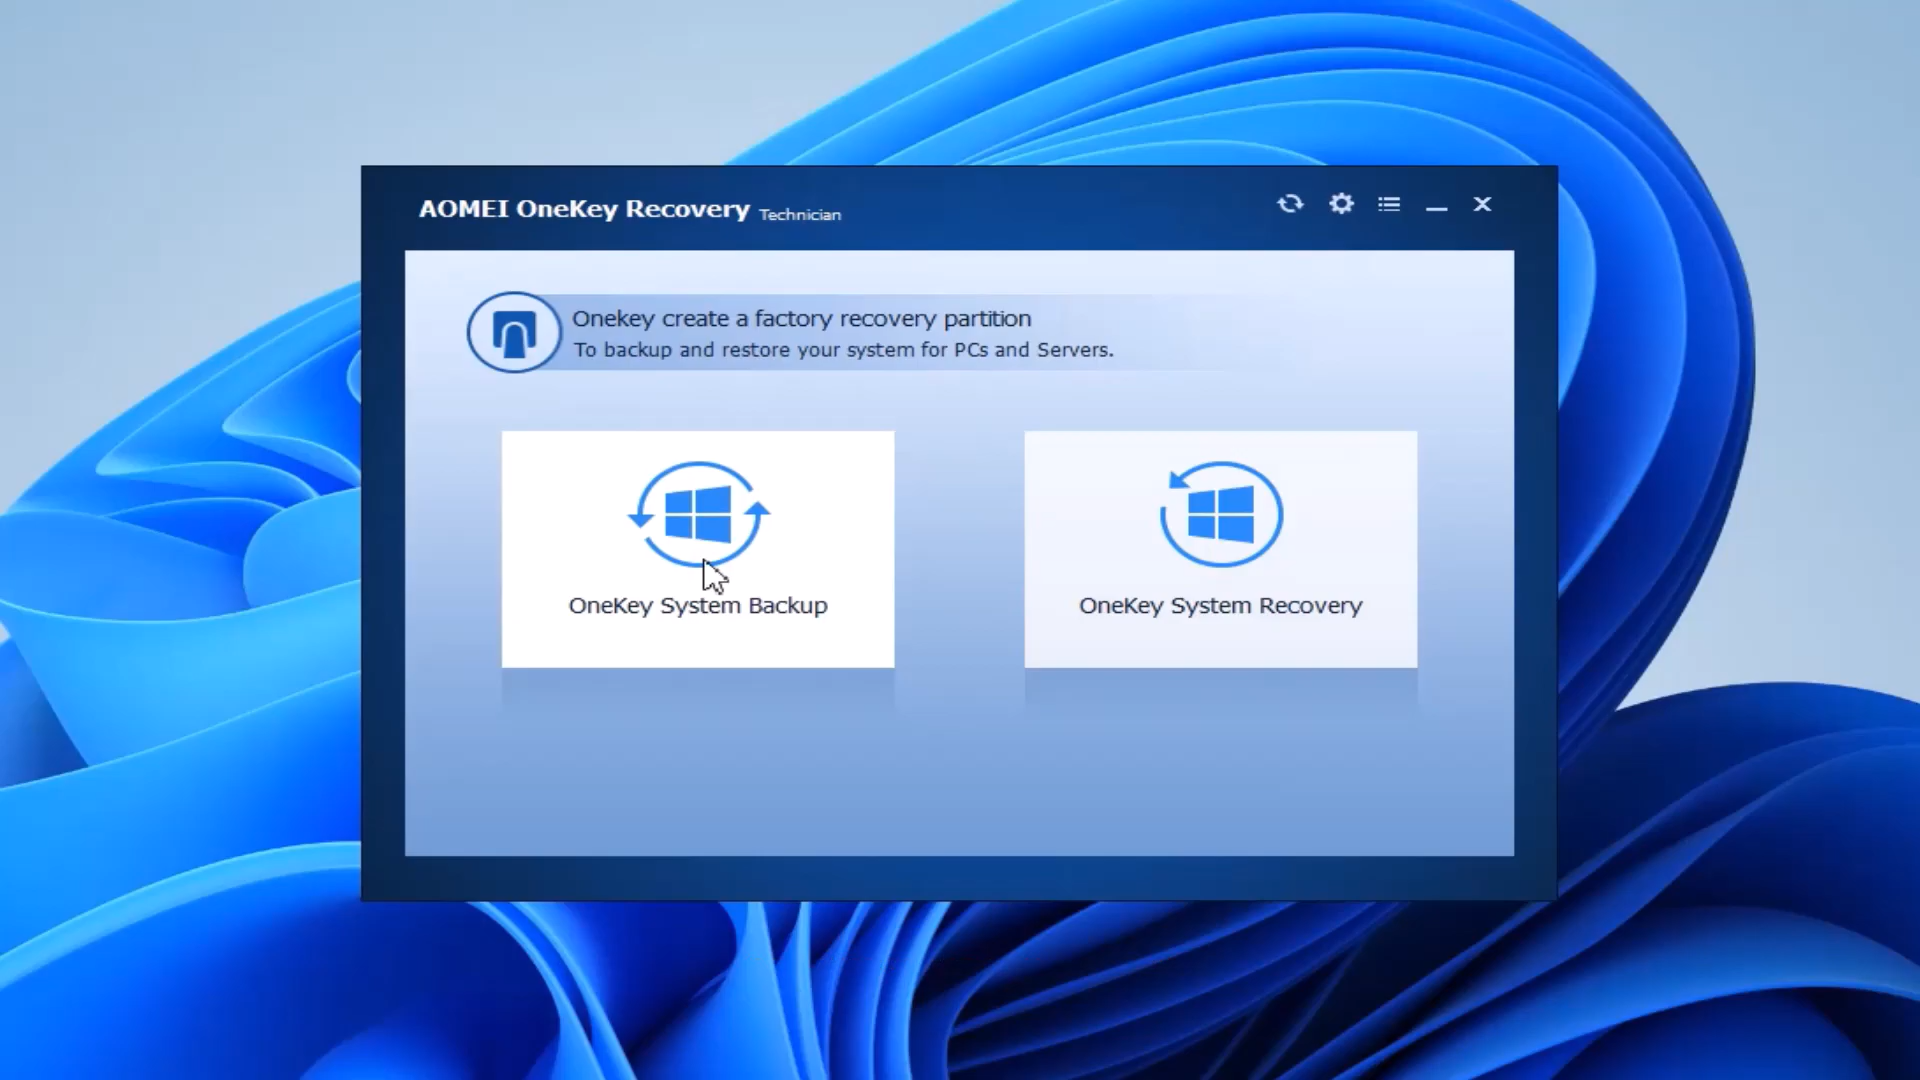 AOMEI OneKey Recovery Technician
Onekey create a factory recovery partition
To backup and restore your system for PCs and Servers.
OneKey System Backup
OneKey System Recovery